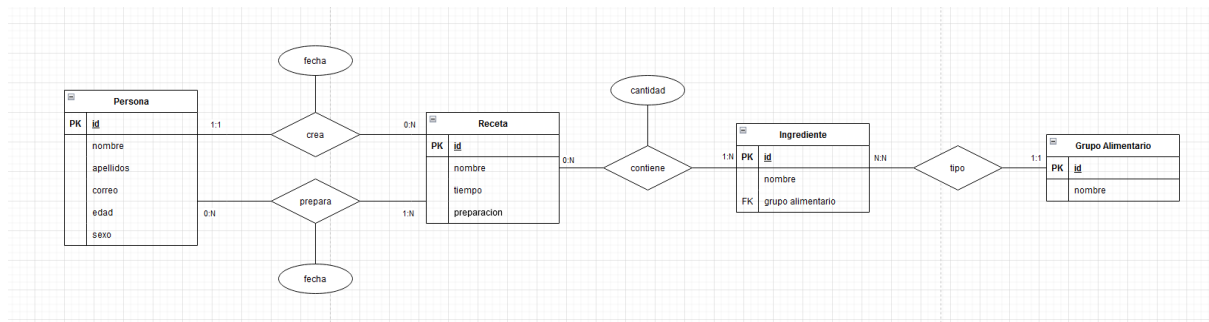 fecha
Persona
PK id
nombre
apellidos
correo
edad
sexo
1:1
crea
0:N
0:N
prepara
1:N
fecha
Receta
PK id
nombre
tiempo
preparacion
0:N
cantidad
contiene
1:N
Ingrediente
PK id
nombre
FK grupo alimentario
N:N
tipo
1:1
Grupo Alimentario
PK id
nombre